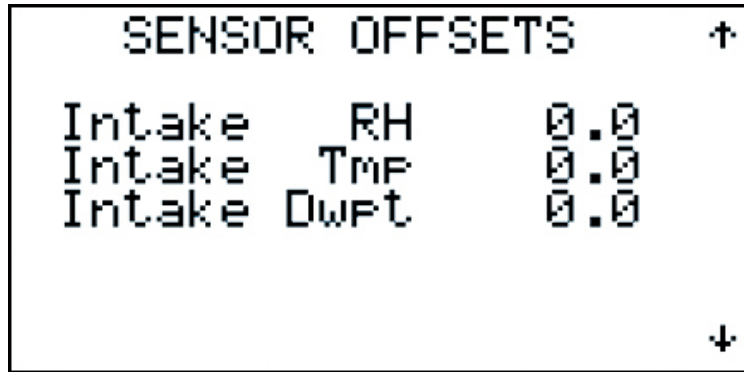 SENSOR OFFSETS ↑
Intake RH 0.0
Intake Tmp 0.0
Intake Dwpt 0.0
↓